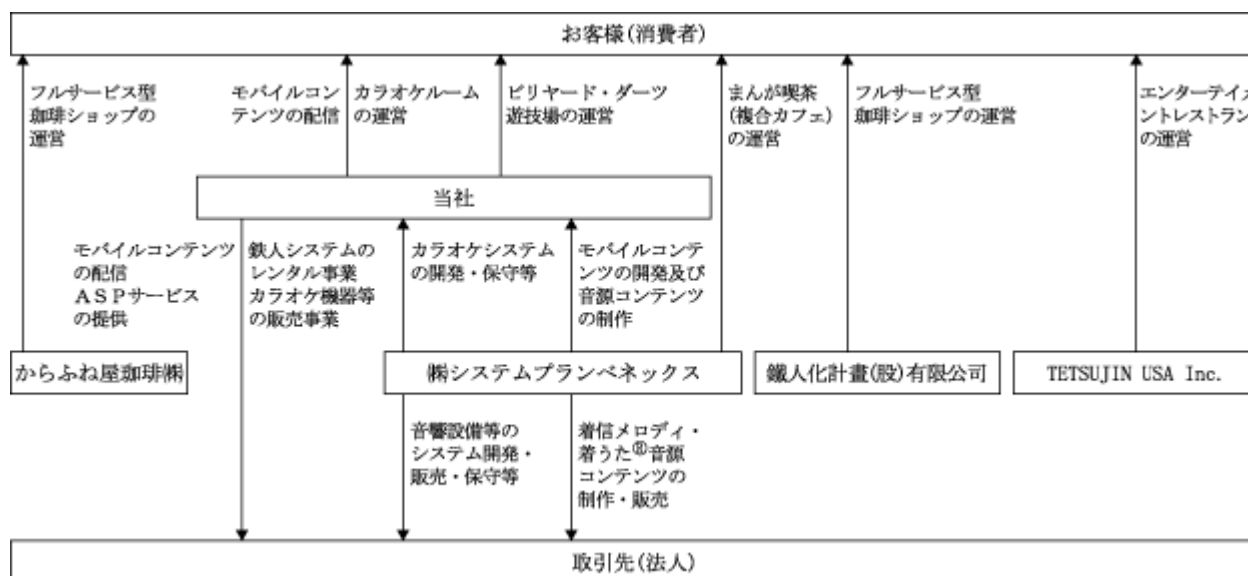 お客様(消費者)
フルサービス型
珈琲ショップの
運営
モバイルコン
テンツの配信
カラオケルーム
の運営
ビリヤード・ダーツ
遊技場の運営
まんが喫茶
(複合カフェ)
の運営
フルサービス型
珈琲ショップの運営
エンターテイメ
ントレストラン
の運営
当社
モバイルコンテンツ
の配信
ASPサービス
の提供
鉄人システムの
レンタル事業
カラオケ機器等
の販売事業
カラオケシステム
の開発・保守等
モバイルコンテ
ンツの開発及び
音源コンテンツ
の制作
からふね屋珈琲㈱
㈱システムプランベネックス
鐵人化計畫(股)有限公司
TETSUJIN USA Inc.
音響設備等の
システム開発・
販売・保守等
着信メロディ・
着うた®音源
コンテンツの
制作・販売
取引先(法人)